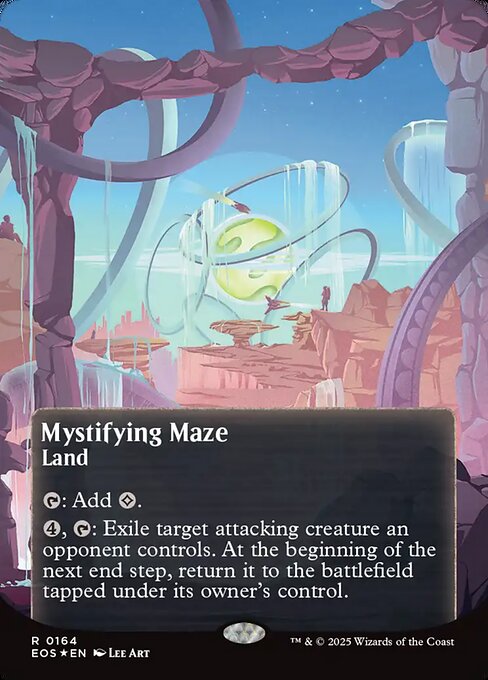 Mystifying Maze
Land
: Add .
4, : Exile target attacking creature an
opponent controls. At the beginning of the
next end step, return it to the battlefield
tapped under its owner's control.
R 0164
EOS★EN LEE ART
™ & © 2025 Wizards of the Coast